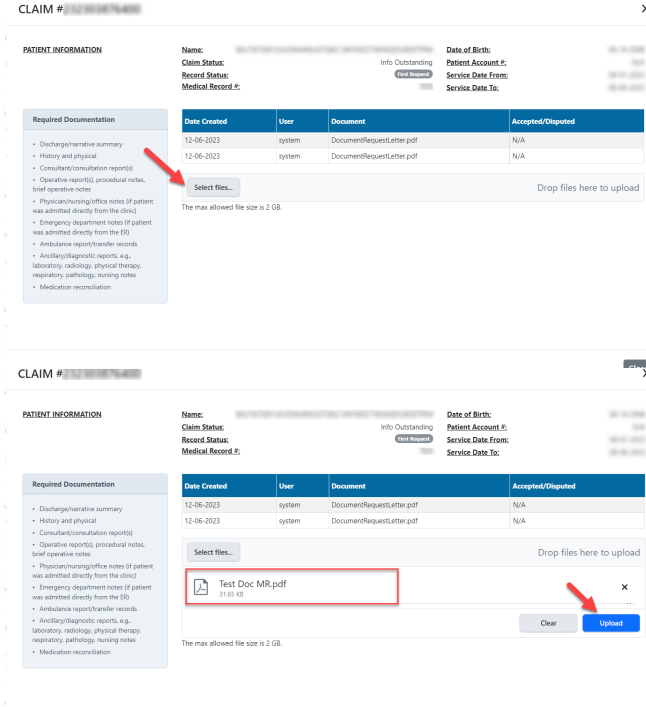 CLAIM #
PATIENT INFORMATION
Name:
Date of Birth:
Claim Status: Info Outstanding
Patient Account #:
Record Status: First Request
Service Date From:
Medical Record #:
Service Date To:
Required Documentation
• Discharge/narrative summary
• History and physical
• Consultant/consultation report(s)
• Operative report(s), procedural notes,
brief operative notes
• Physician/nursing/office notes (if patient
was admitted directly from the clinic)
• Emergency department notes (if patient
was admitted directly from the ER)
• Ambulance report/transfer records
• Ancillary/diagnostic reports, e.g.,
laboratory, radiology, physical therapy,
respiratory, pathology, nursing notes
• Medication reconciliation
Date Created User Document Accepted/Disputed
12-06-2023 system DocumentRequestLetter.pdf N/A
12-06-2023 system DocumentRequestLetter.pdf N/A
Select files... Drop files here to upload
The max allowed file size is 2 GB.
CLAIM #
PATIENT INFORMATION
Name:
Date of Birth:
Claim Status: Info Outstanding
Patient Account #:
Record Status: First Request
Service Date From:
Medical Record #:
Service Date To:
Required Documentation
• Discharge/narrative summary
• History and physical
• Consultant/consultation report(s)
• Operative report(s), procedural notes,
brief operative notes
• Physician/nursing/office notes (if patient
was admitted directly from the clinic)
• Emergency department notes (if patient
was admitted directly from the ER)
• Ambulance report/transfer records
• Ancillary/diagnostic reports, e.g.,
laboratory, radiology, physical therapy,
respiratory, pathology, nursing notes
• Medication reconciliation
Date Created User Document Accepted/Disputed
12-06-2023 system DocumentRequestLetter.pdf N/A
12-06-2023 system DocumentRequestLetter.pdf N/A
Select files... Drop files here to upload
Test Doc MR.pdf
31.65 KB
Clear Upload
The max allowed file size is 2 GB.